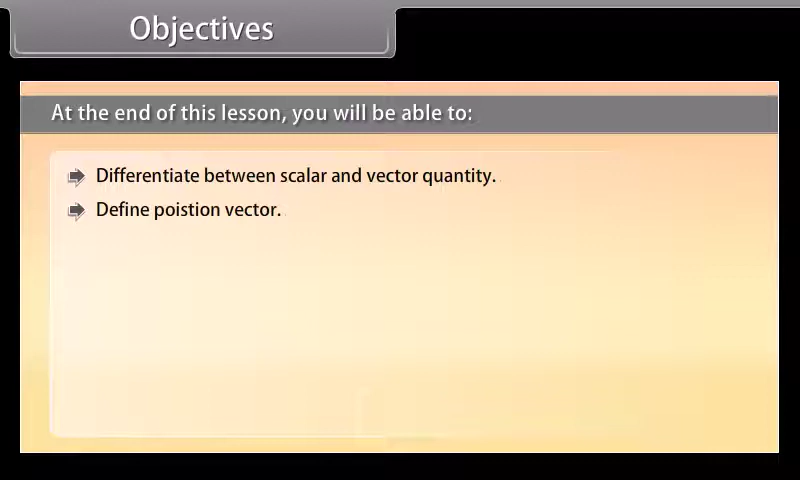 Objectives
At the end of this lesson, you will be able to:
Differentiate between scalar and vector quantity.
Define poistion vector.